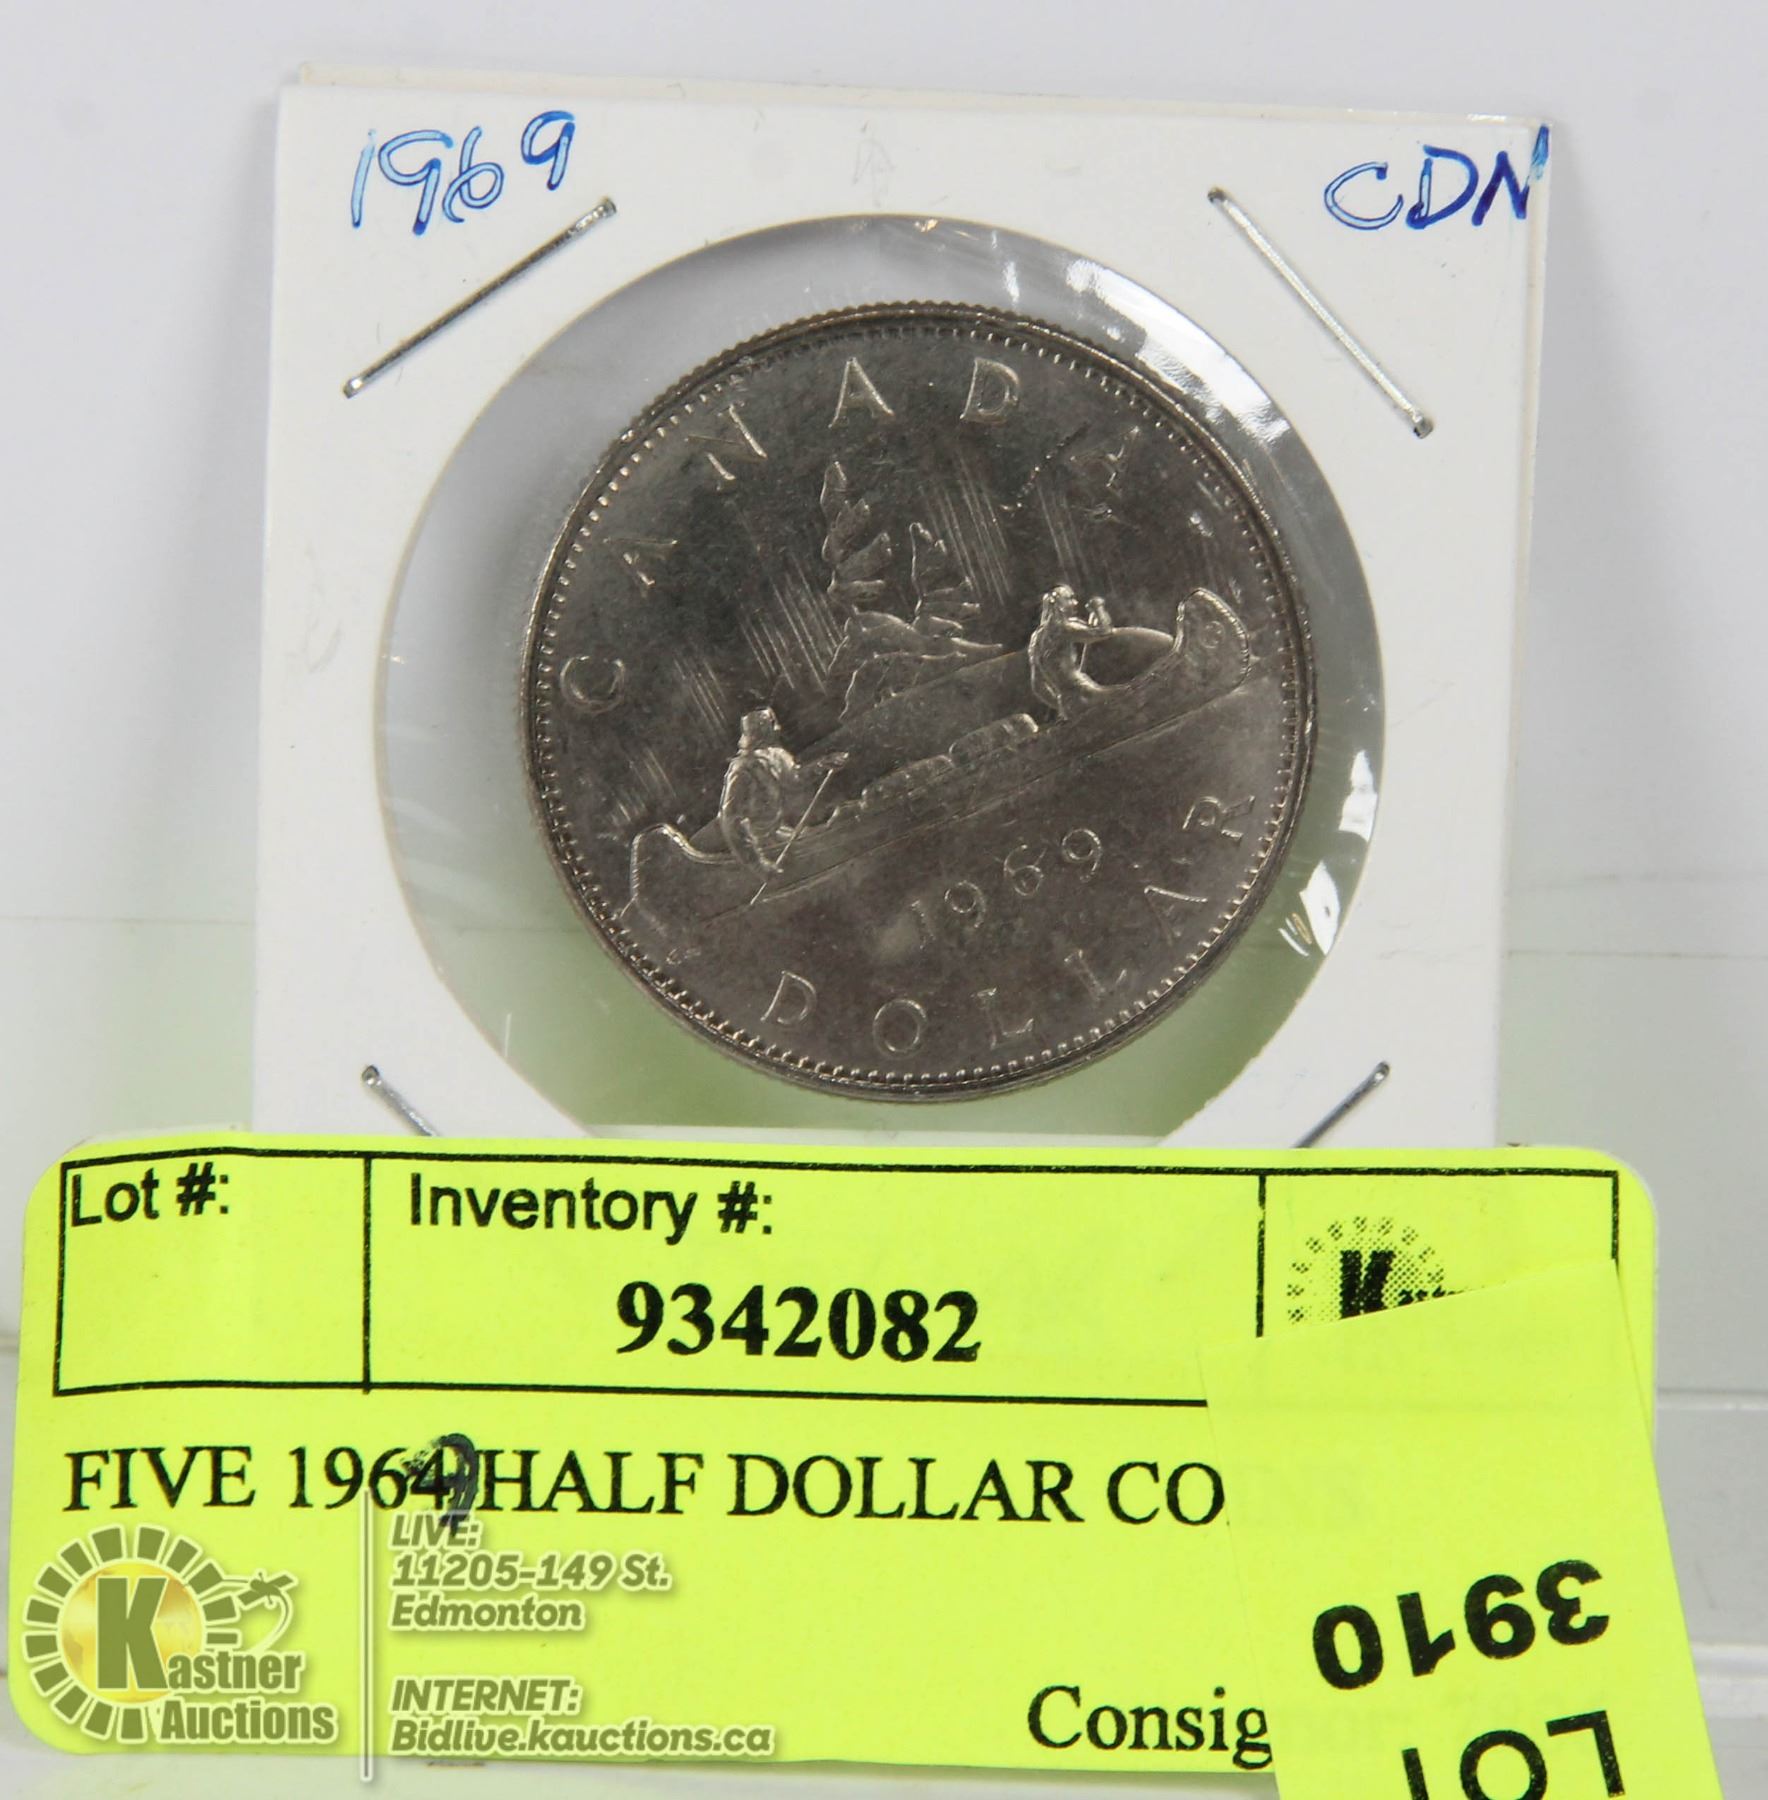 1969 CDN
CANADA
1969
DOLLAR
Lot #: Inventory #:
9342082
K
FIVE 1969 HALF DOLLAR CO
LIVE:
11205-149 St.
Edmonton
Kastner
Auctions
INTERNET:
Bidlive.kauctions.ca
Consig
LOT
3910